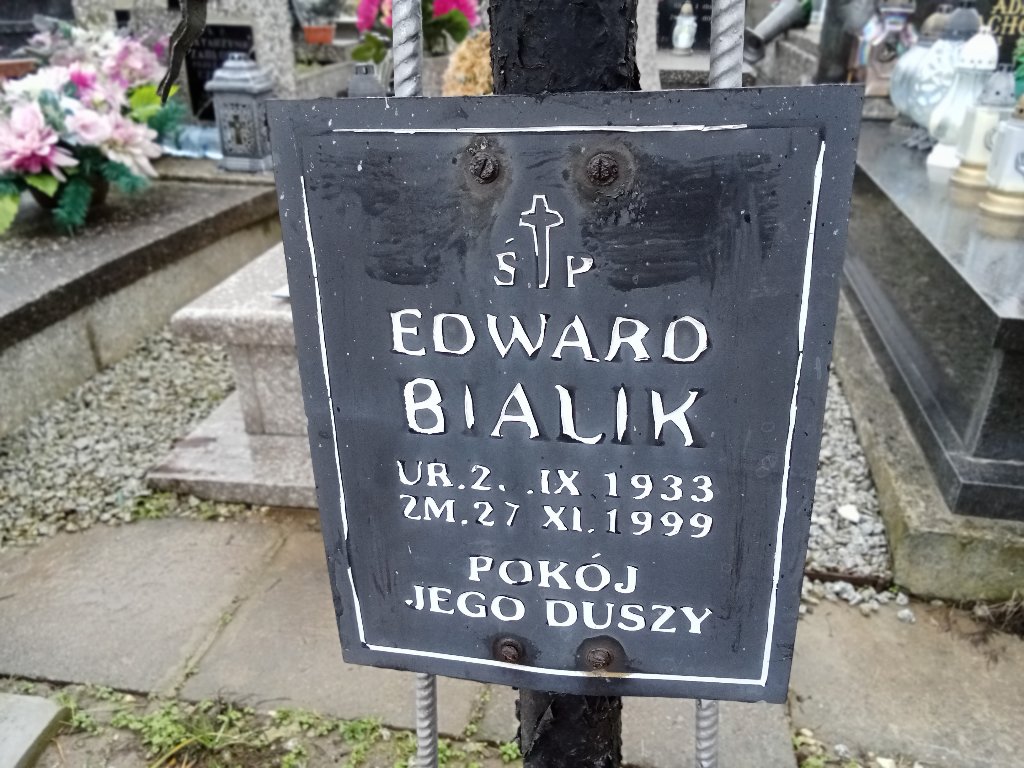 Ś P
EDWARD
BIALIK
UR. 2. .IX 1933
ZM. 27 XI. 1999
POKÓJ
JEGO DUSZY